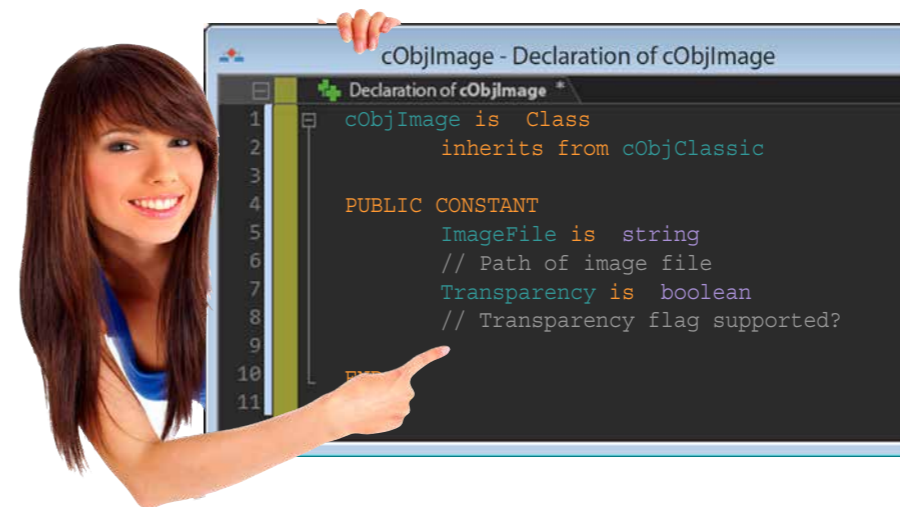 cObjImage - Declaration of cObjImage
Declaration of cObjImage *
1 cObjImage is Class
2 inherits from cObjClassic
3
4 PUBLIC CONSTANT
5 ImageFile is string
6 // Path of image file
7 Transparency is boolean
8 // Transparency flag supported?
9
10
11